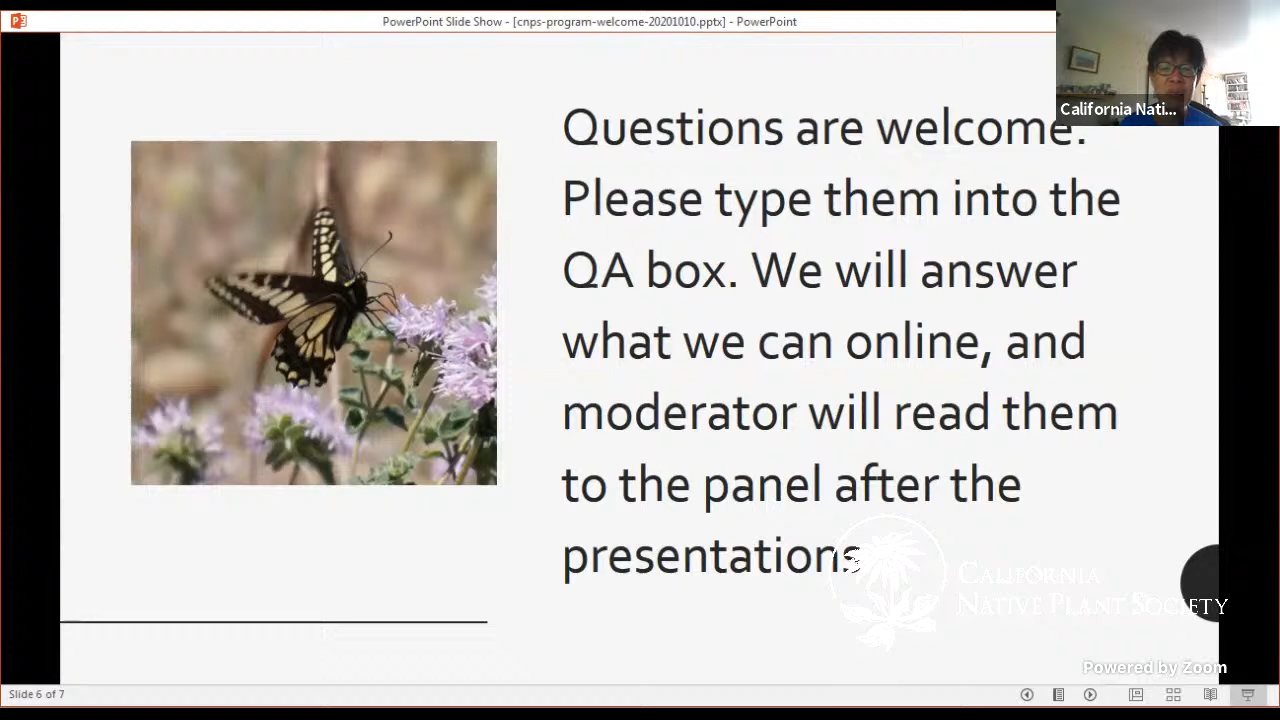 PowerPoint Slide Show - [cnps-program-welcome-20201010.pptx] - PowerPoint
California Nati...
Questions are welcome.
Please type them into the
QA box. We will answer
what we can online, and
moderator will read them
to the panel after the
presentations
CALIFORNIA
NATIVE PLANT SOCIETY
Powered by Zoom
Slide 6 of 7